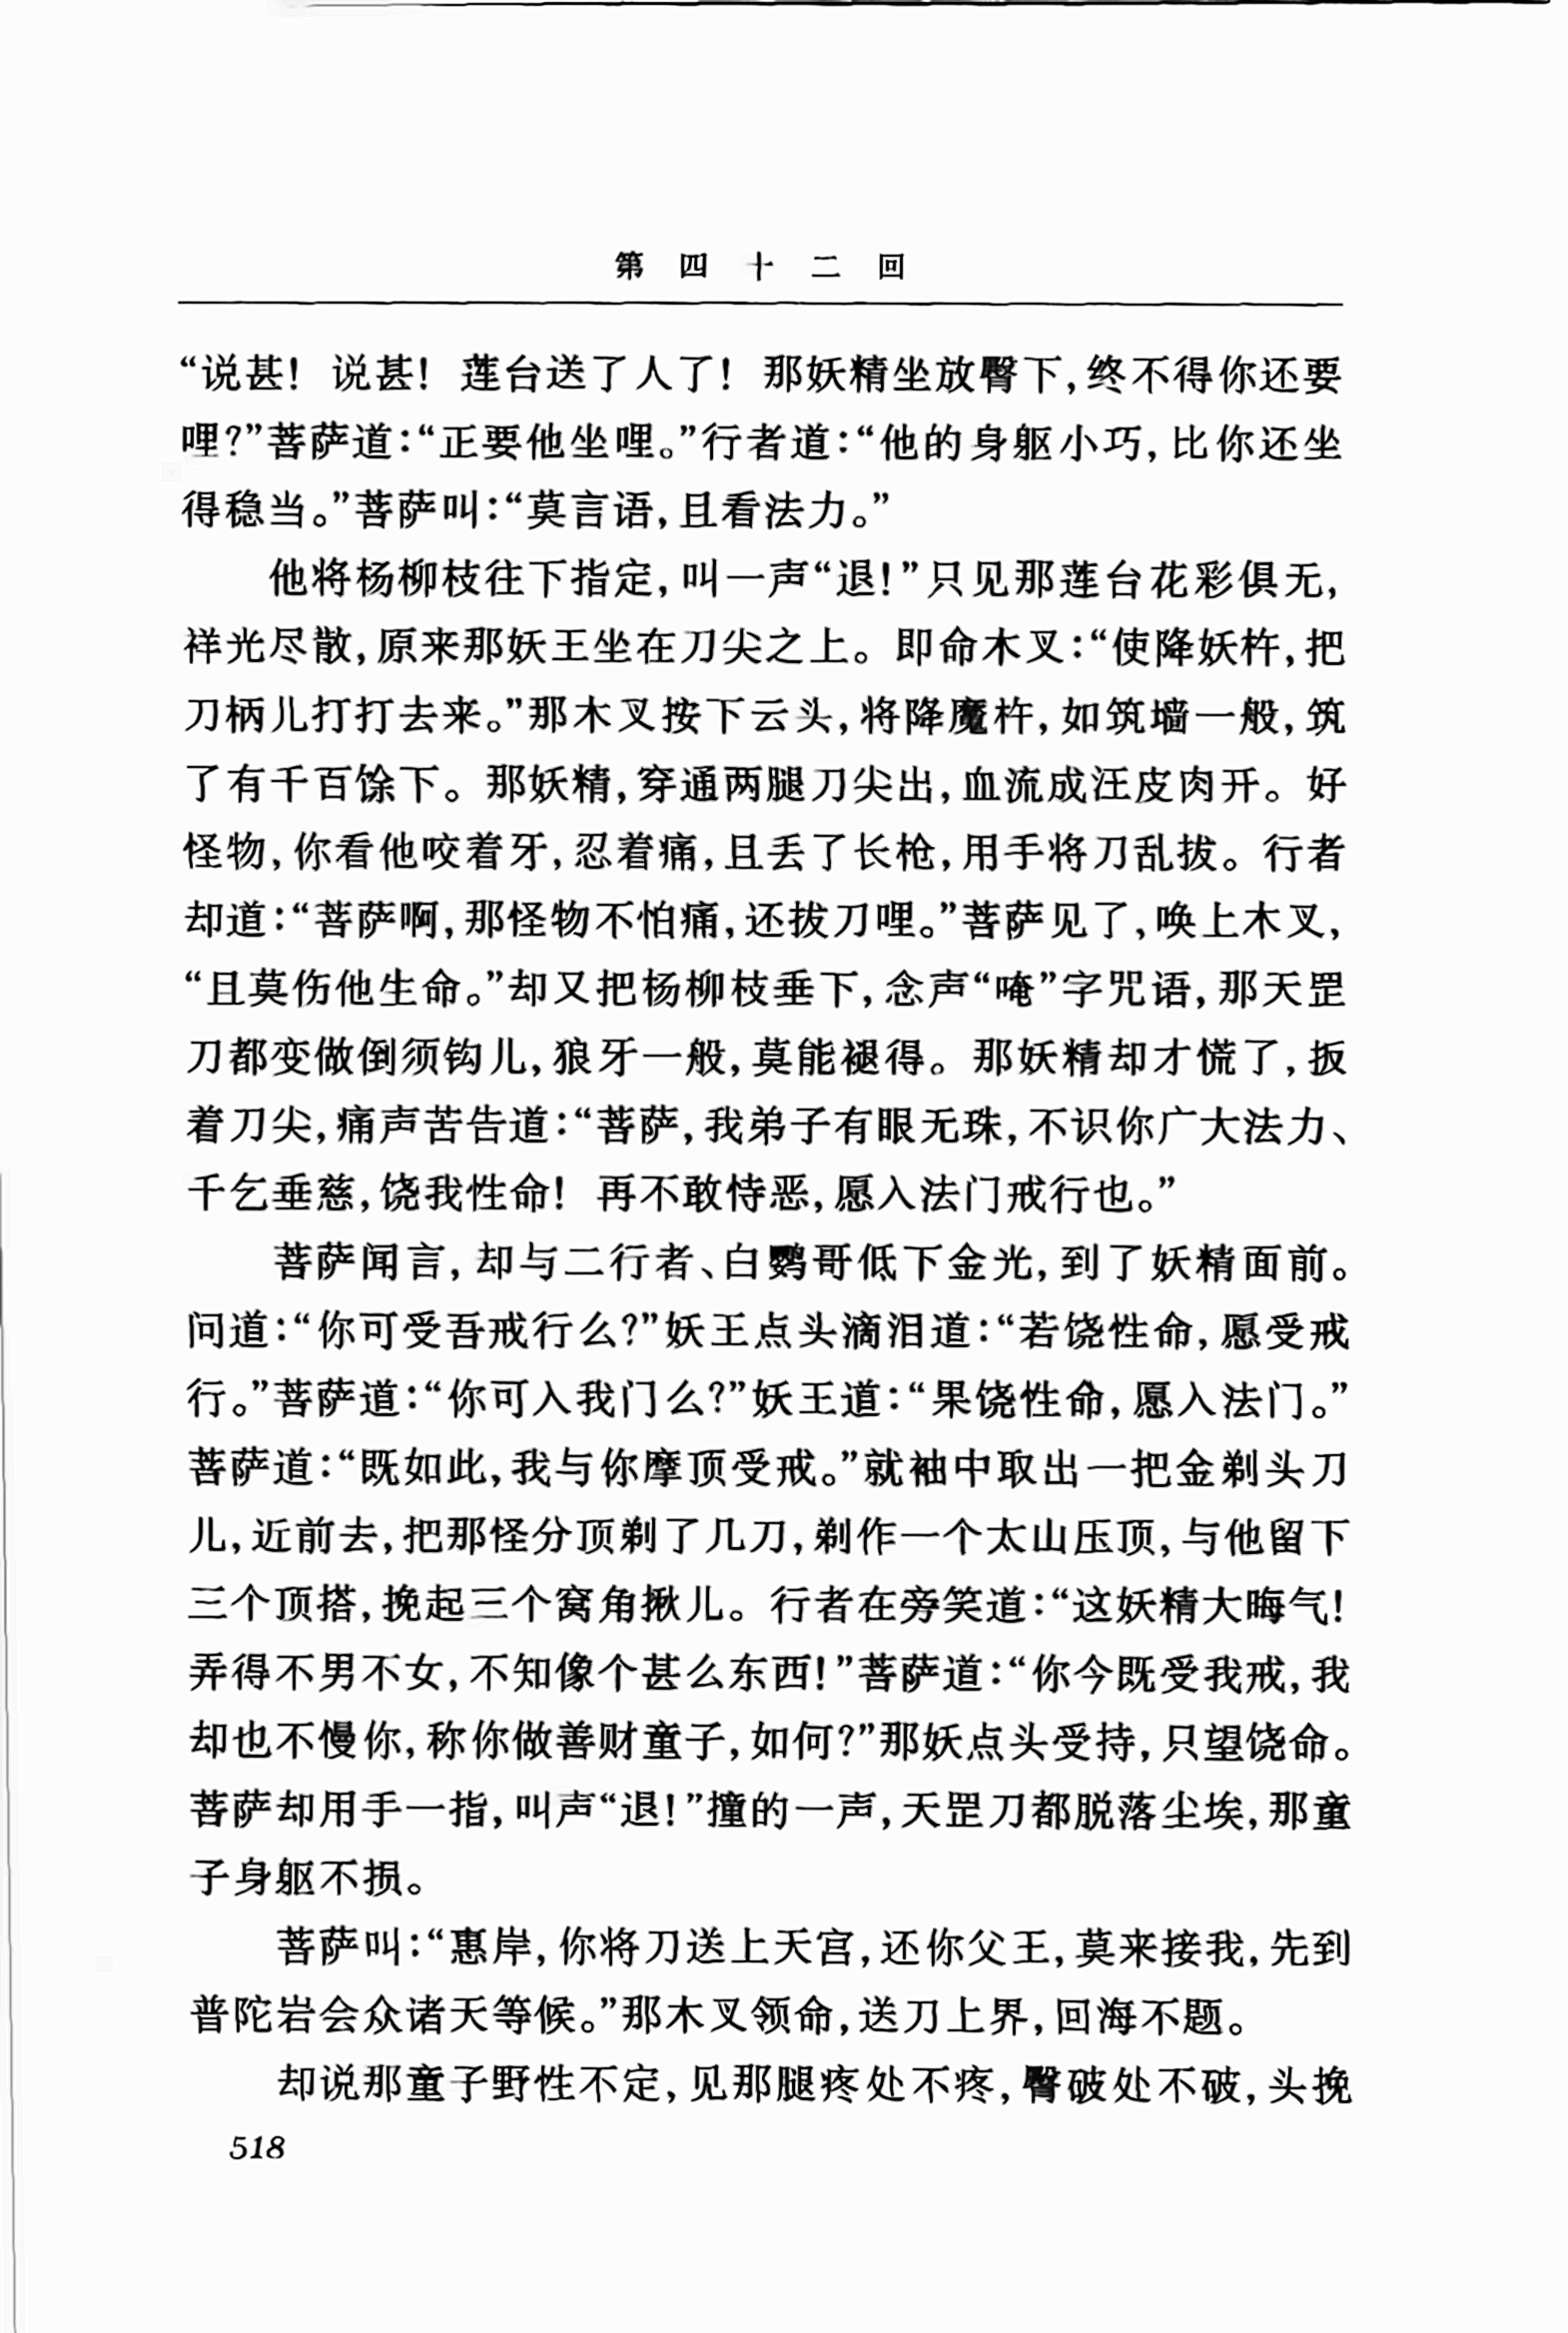 第四十二回
“说甚！说甚！莲台送了人了！那妖精坐放臀下，终不得你还要
哩？”菩萨道：“正要他坐哩。”行者道：“他的身躯小巧，比你还坐
得稳当。”菩萨叫：“莫言语，且看法力。”
他将杨柳枝往下指定，叫一声“退！”只见那莲台花彩俱无，
祥光尽散，原来那妖王坐在刀尖之上。即命木叉：“使降妖杵，把
刀柄儿打打去来。”那木叉按下云头，将降魔杵，如筑墙一般，筑
了有千百馀下。那妖精，穿通两腿刀尖出，血流成汪皮肉开。好
怪物，你看他咬着牙，忍着痛，且丢了长枪，用手将刀乱拔。行者
却道：“菩萨啊，那怪物不怕痛，还拔刀哩。”菩萨见了，唤上木叉，
“且莫伤他生命。”却又把杨柳枝垂下，念声“唵”字咒语，那天罡
刀都变做倒须钩儿，狼牙一般，莫能褪得。那妖精却才慌了，扳
着刀尖，痛声苦告道：“菩萨，我弟子有眼无珠，不识你广大法力、
千乞垂慈，饶我性命！再不敢恃恶，愿入法门戒行也。”
菩萨闻言，却与二行者、白鹦哥低下金光，到了妖精面前。
问道：“你可受吾戒行么？”妖王点头滴泪道：“若饶性命，愿受戒
行。”菩萨道：“你可入我门么？”妖王道：“果饶性命，愿入法门。”
菩萨道：“既如此，我与你摩顶受戒。”就袖中取出一把金剃头刀
儿，近前去，把那怪分顶剃了几刀，剃作一个太山压顶，与他留下
三个顶搭，挽起三个窝角揪儿。行者在旁笑道：“这妖精大晦气！
弄得不男不女，不知像个甚么东西！”菩萨道：“你今既受我戒，我
却也不慢你，称你做善财童子，如何？”那妖点头受持，只望饶命。
菩萨却用手一指，叫声“退！”撞的一声，天罡刀都脱落尘埃，那童
子身躯不损。
菩萨叫：“惠岸，你将刀送上天宫，还你父王，莫来接我，先到
普陀岩会众诸天等候。”那木叉领命，送刀上界，回海不题。
却说那童子野性不定，见那腿疼处不疼，臀破处不破，头挽
518